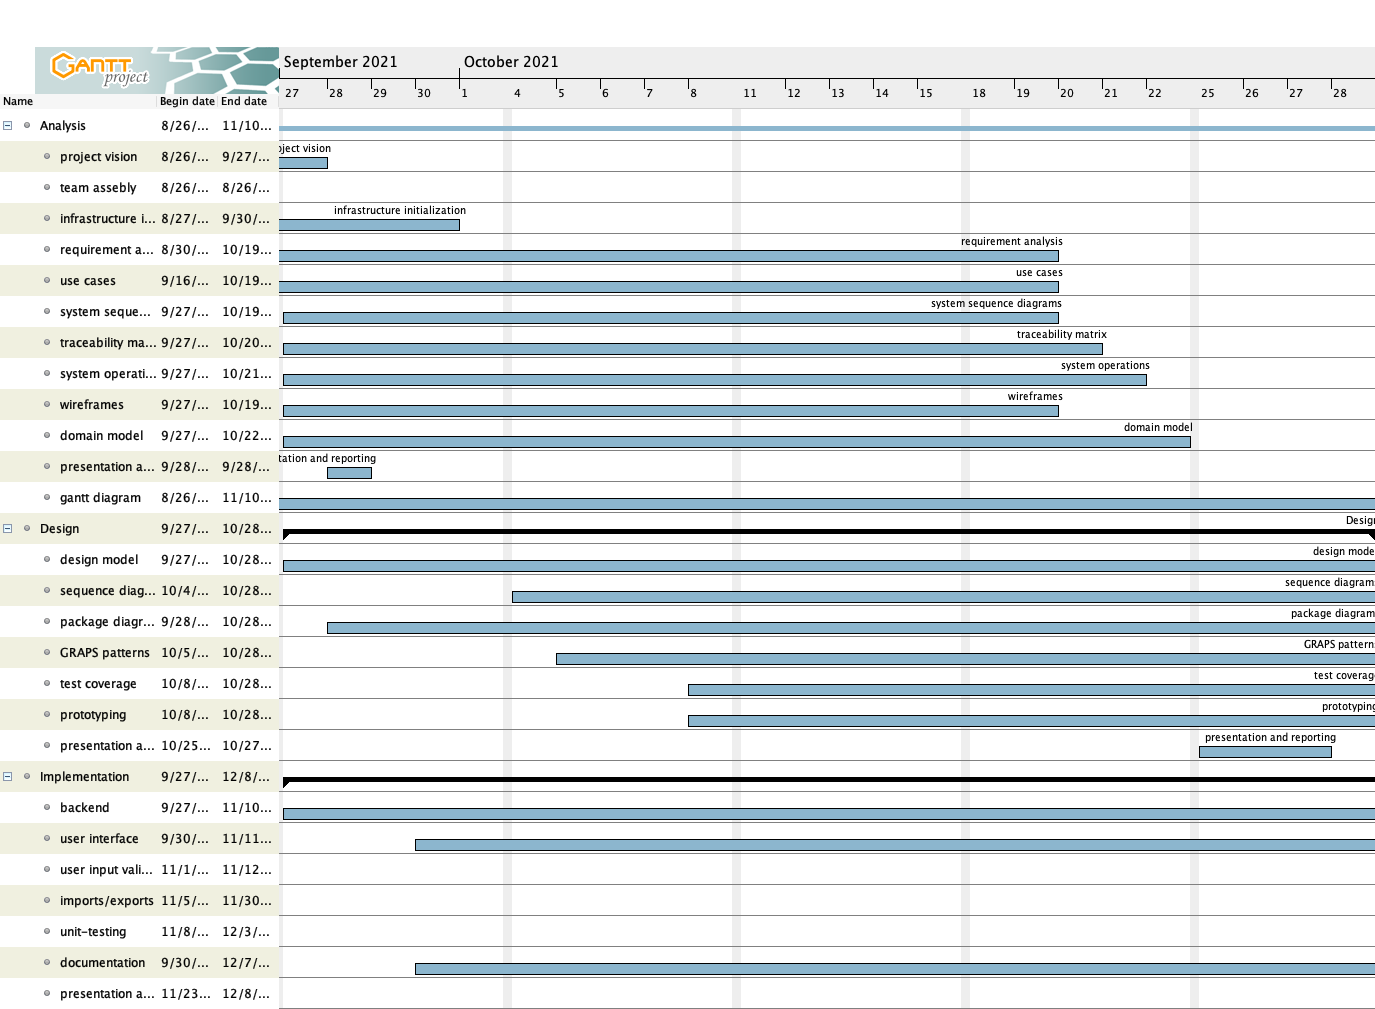 GANTT
project
September 2021 October 2021
27 28 29 30 1 4 5 6 7 8 11 12 13 14 15 18 19 20 21 22 25 26 27 28
Name Begin date End date
Analysis 8/26/... 11/10...
project vision 8/26/... 9/27/... ject vision
team assebly 8/26/... 8/26/...
infrastructure i... 8/27/... 9/30/... infrastructure initialization
requirement a... 8/30/... 10/19... requirement analysis
use cases 9/16/... 10/19... use cases
system seque... 9/27/... 10/19... system sequence diagrams
traceability ma... 9/27/... 10/20... traceability matrix
system operati... 9/27/... 10/21... system operations
wireframes 9/27/... 10/19... wireframes
domain model 9/27/... 10/22... domain model
presentation a... 9/28/... 9/28/... tation and reporting
gantt diagram 8/26/... 11/10...
Design 9/27/... 10/28... Design
design model 9/27/... 10/28... design mode
sequence diag... 10/4/... 10/28... sequence diagrams
package diagr... 9/28/... 10/28... package diagram
GRAPS patterns 10/5/... 10/28... GRAPS patterns
test coverage 10/8/... 10/28... test coverage
prototyping 10/8/... 10/28... prototyping
presentation a... 10/25... 10/27... presentation and reporting
Implementation 9/27/... 12/8/...
backend 9/27/... 11/10...
user interface 9/30/... 11/11...
user input vali... 11/1/... 11/12...
imports/exports 11/5/... 11/30...
unit-testing 11/8/... 12/3/...
documentation 9/30/... 12/7/...
presentation a... 11/23... 12/8/...